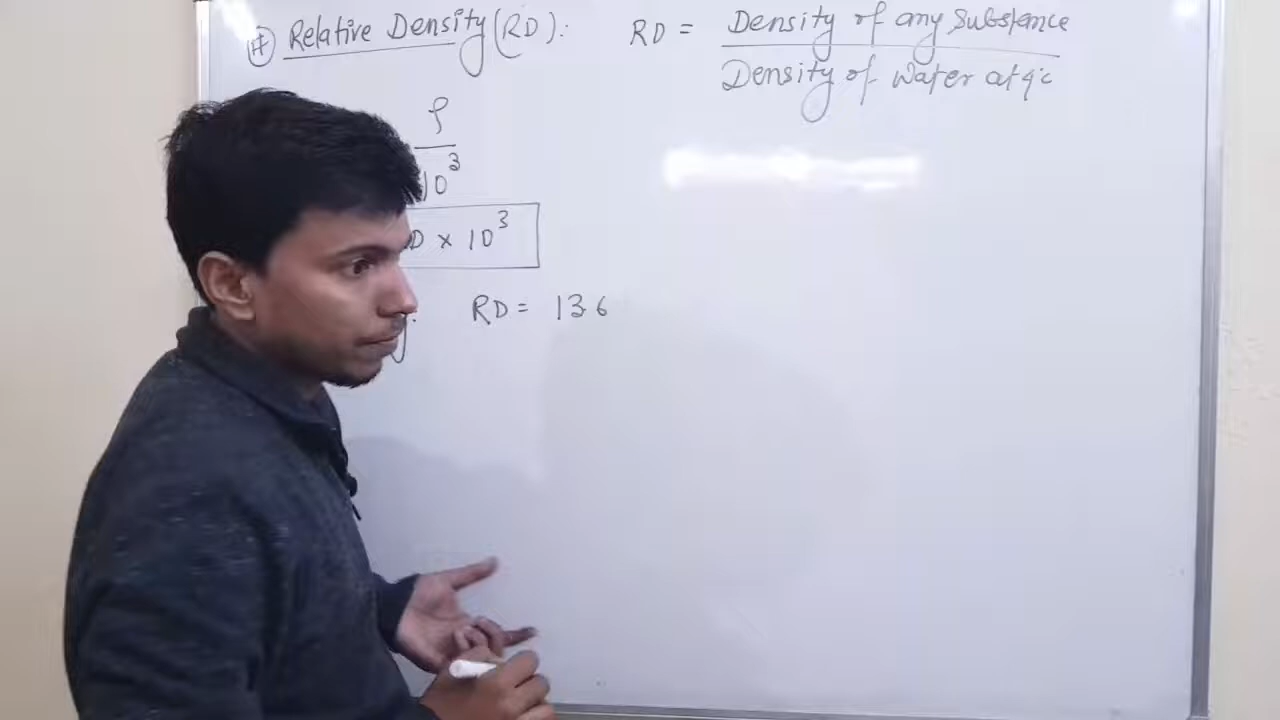 # Relative Density (RD):
RD = Density of any Substance
Density of Water at 4°c
ρ
10³
D × 10³
RD = 13.6